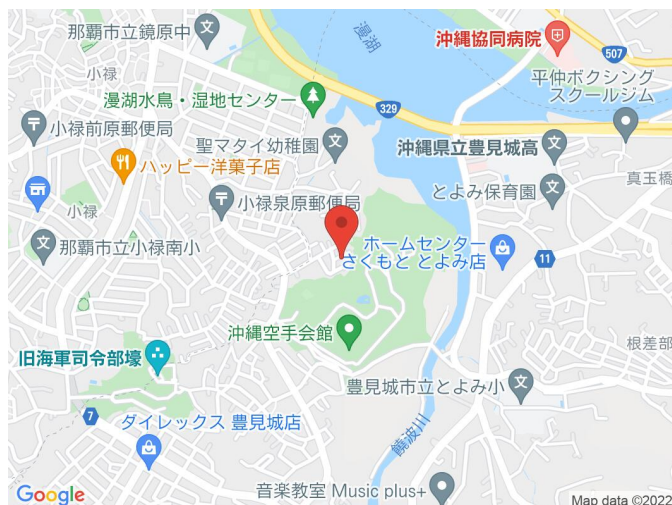 那覇市立鏡原中
漫湖
沖縄協同病院
507
小禄
平仲ボクシング
スクールジム
漫湖水鳥・湿地センター
329
小禄前原郵便局
聖マタイ幼稚園
沖縄県立豊見城高
ハッピー洋菓子店
とよみ保育園
真玉橋
小禄泉原郵便局
小禄
那覇市立小禄南小
ホームセンター
さくもと とよみ店
11
沖縄空手会館
根差部
旧海軍司令部壕
豊見城市立とよみ小
7
ダイレックス 豊見城店
饒波川
音楽教室 Music plus+
Google
Map data ©2022